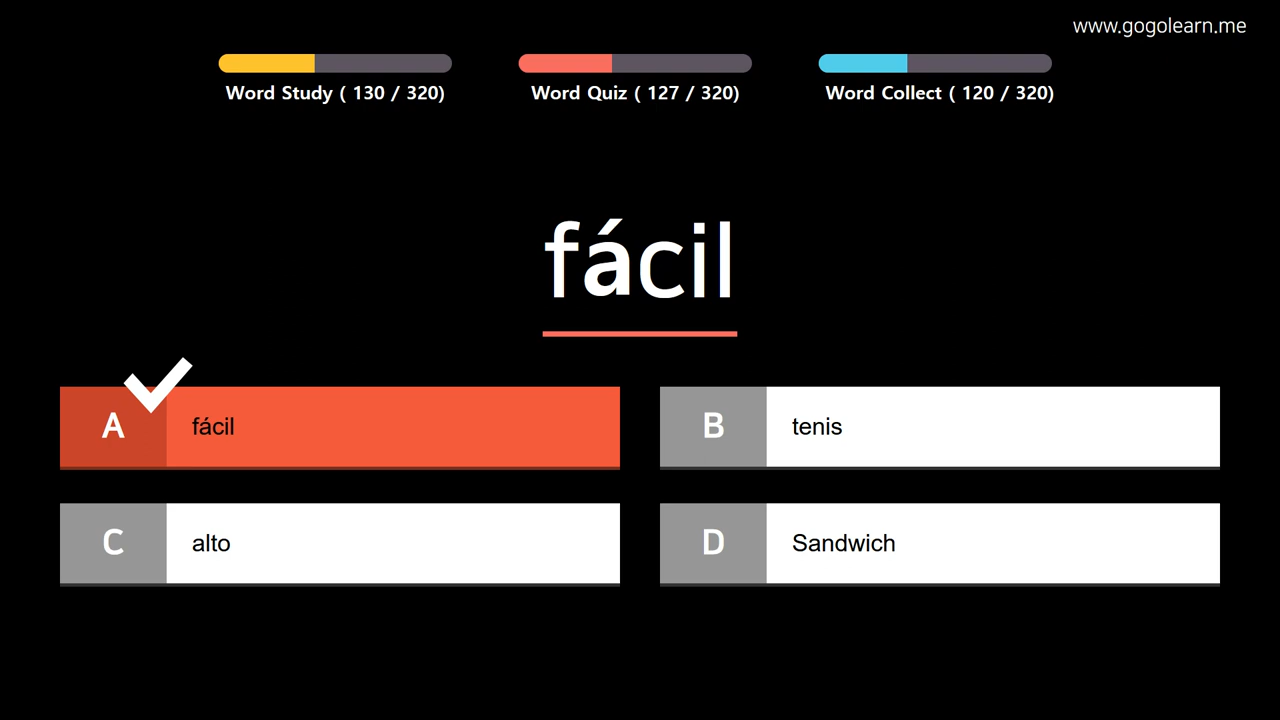 www.gogolearn.me
Word Study ( 130 / 320)
Word Quiz ( 127 / 320)
Word Collect ( 120 / 320)
fácil
A fácil
B tenis
C alto
D Sandwich